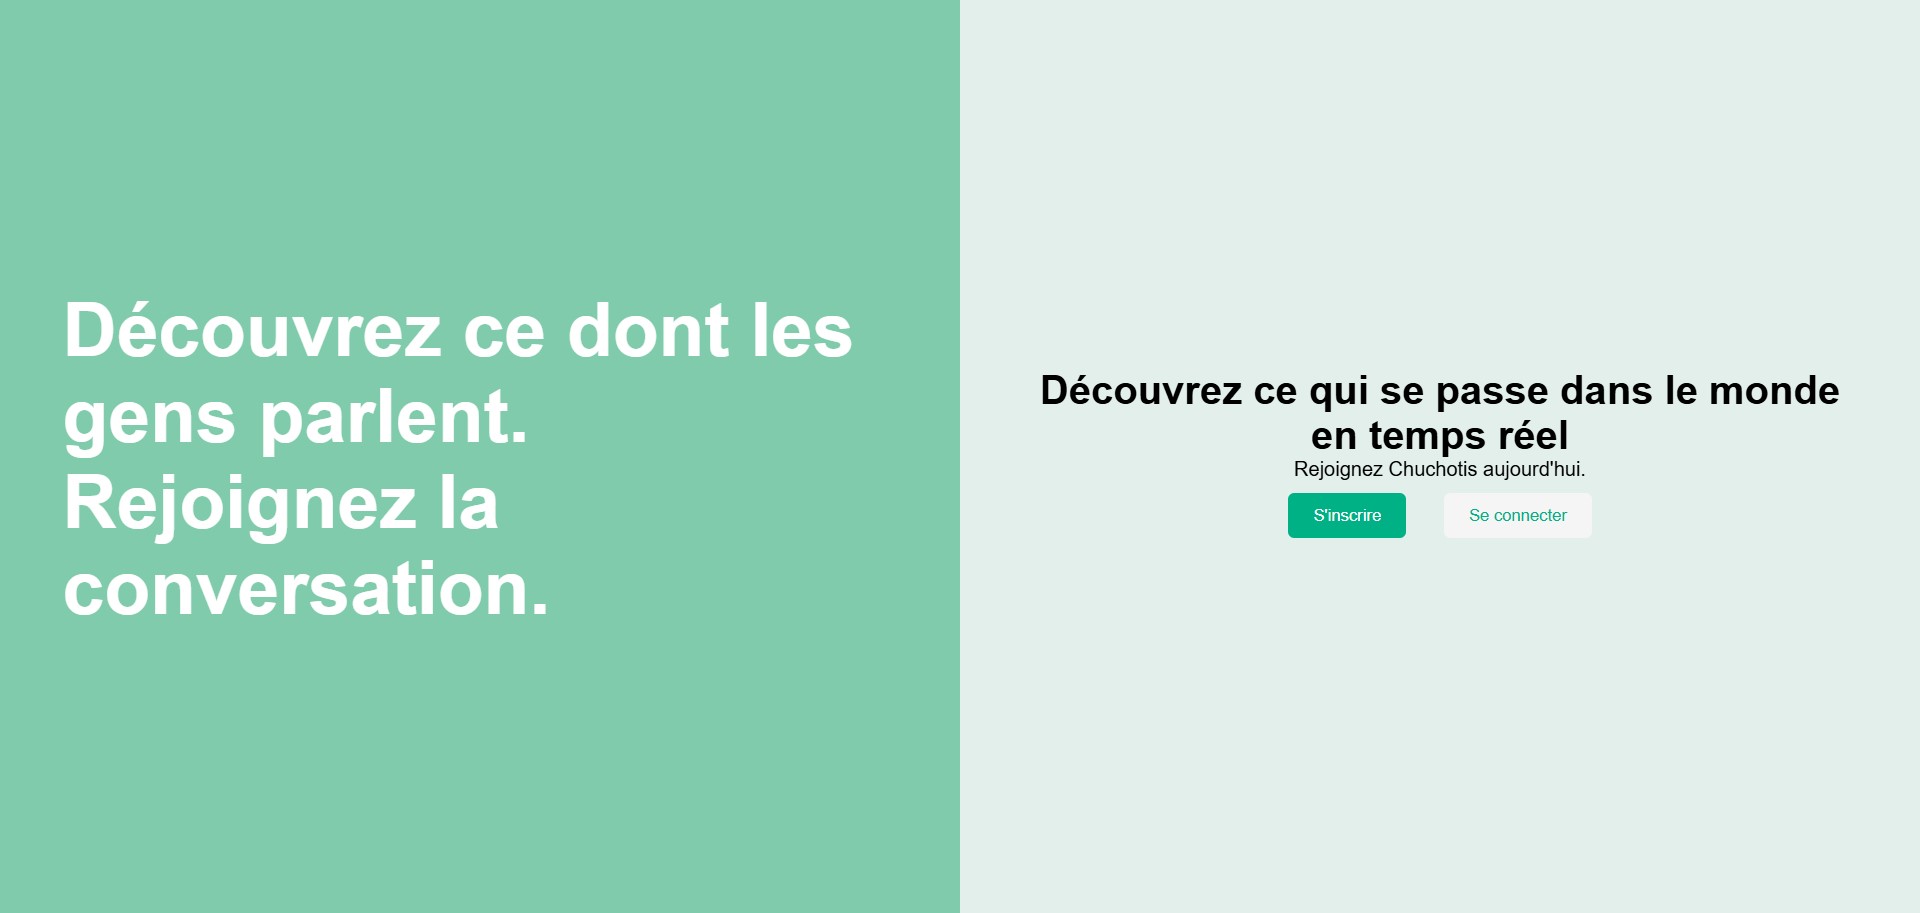 Découvrez ce dont les
gens parlent.
Rejoignez la
conversation.
Découvrez ce qui se passe dans le monde
en temps réel
Rejoignez Chuchotis aujourd'hui.
S'inscrire
Se connecter